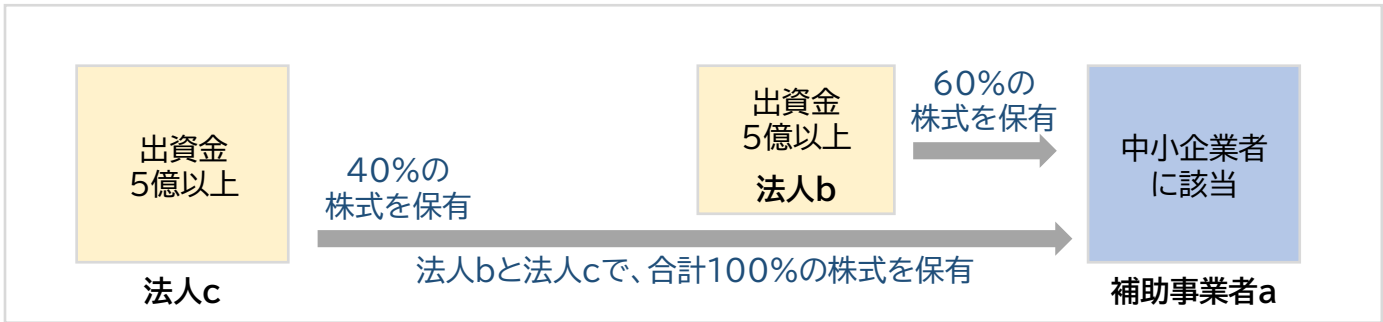 出資金
5億以上
法人c
40%の
株式を保有
出資金
5億以上
法人b
60%の
株式を保有
法人bと法人cで、合計100%の株式を保有
中小企業者
に該当
補助事業者a